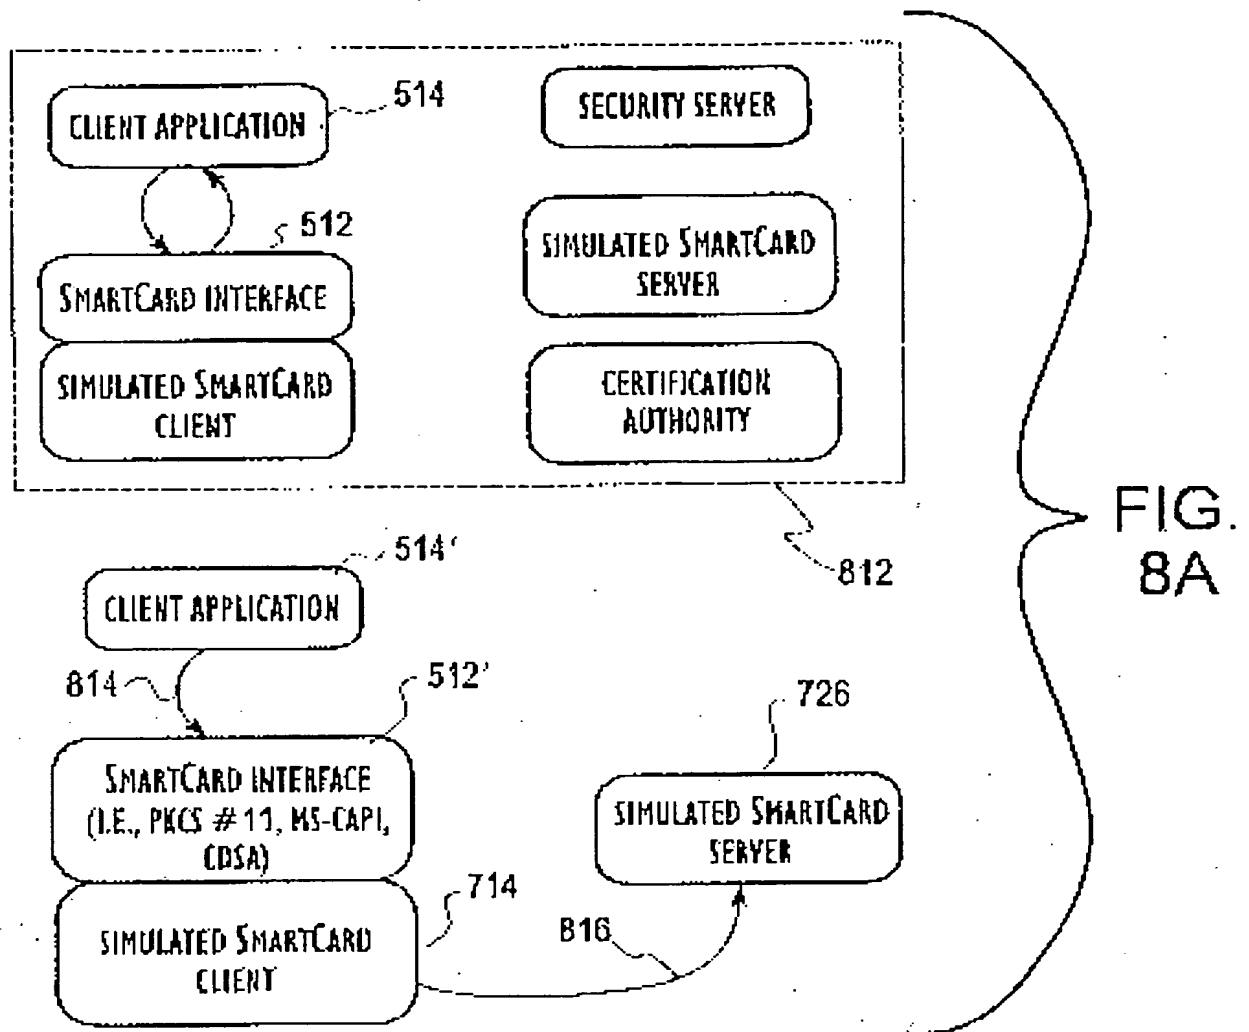 CLIENT APPLICATION
514
SECURITY SERVER
512
SMARTCARD INTERFACE
SIMULATED SMARTCARD
SERVER
SIMULATED SMARTCARD
CLIENT
CERTIFICATION
AUTHORITY
812
FIG.
8A
514'
CLIENT APPLICATION
814
512'
SMARTCARD INTERFACE
(I.E., PKCS #11, MS-CAPI,
CDSA)
726
SIMULATED SMARTCARD
SERVER
714
SIMULATED SMARTCARD
CLIENT
816